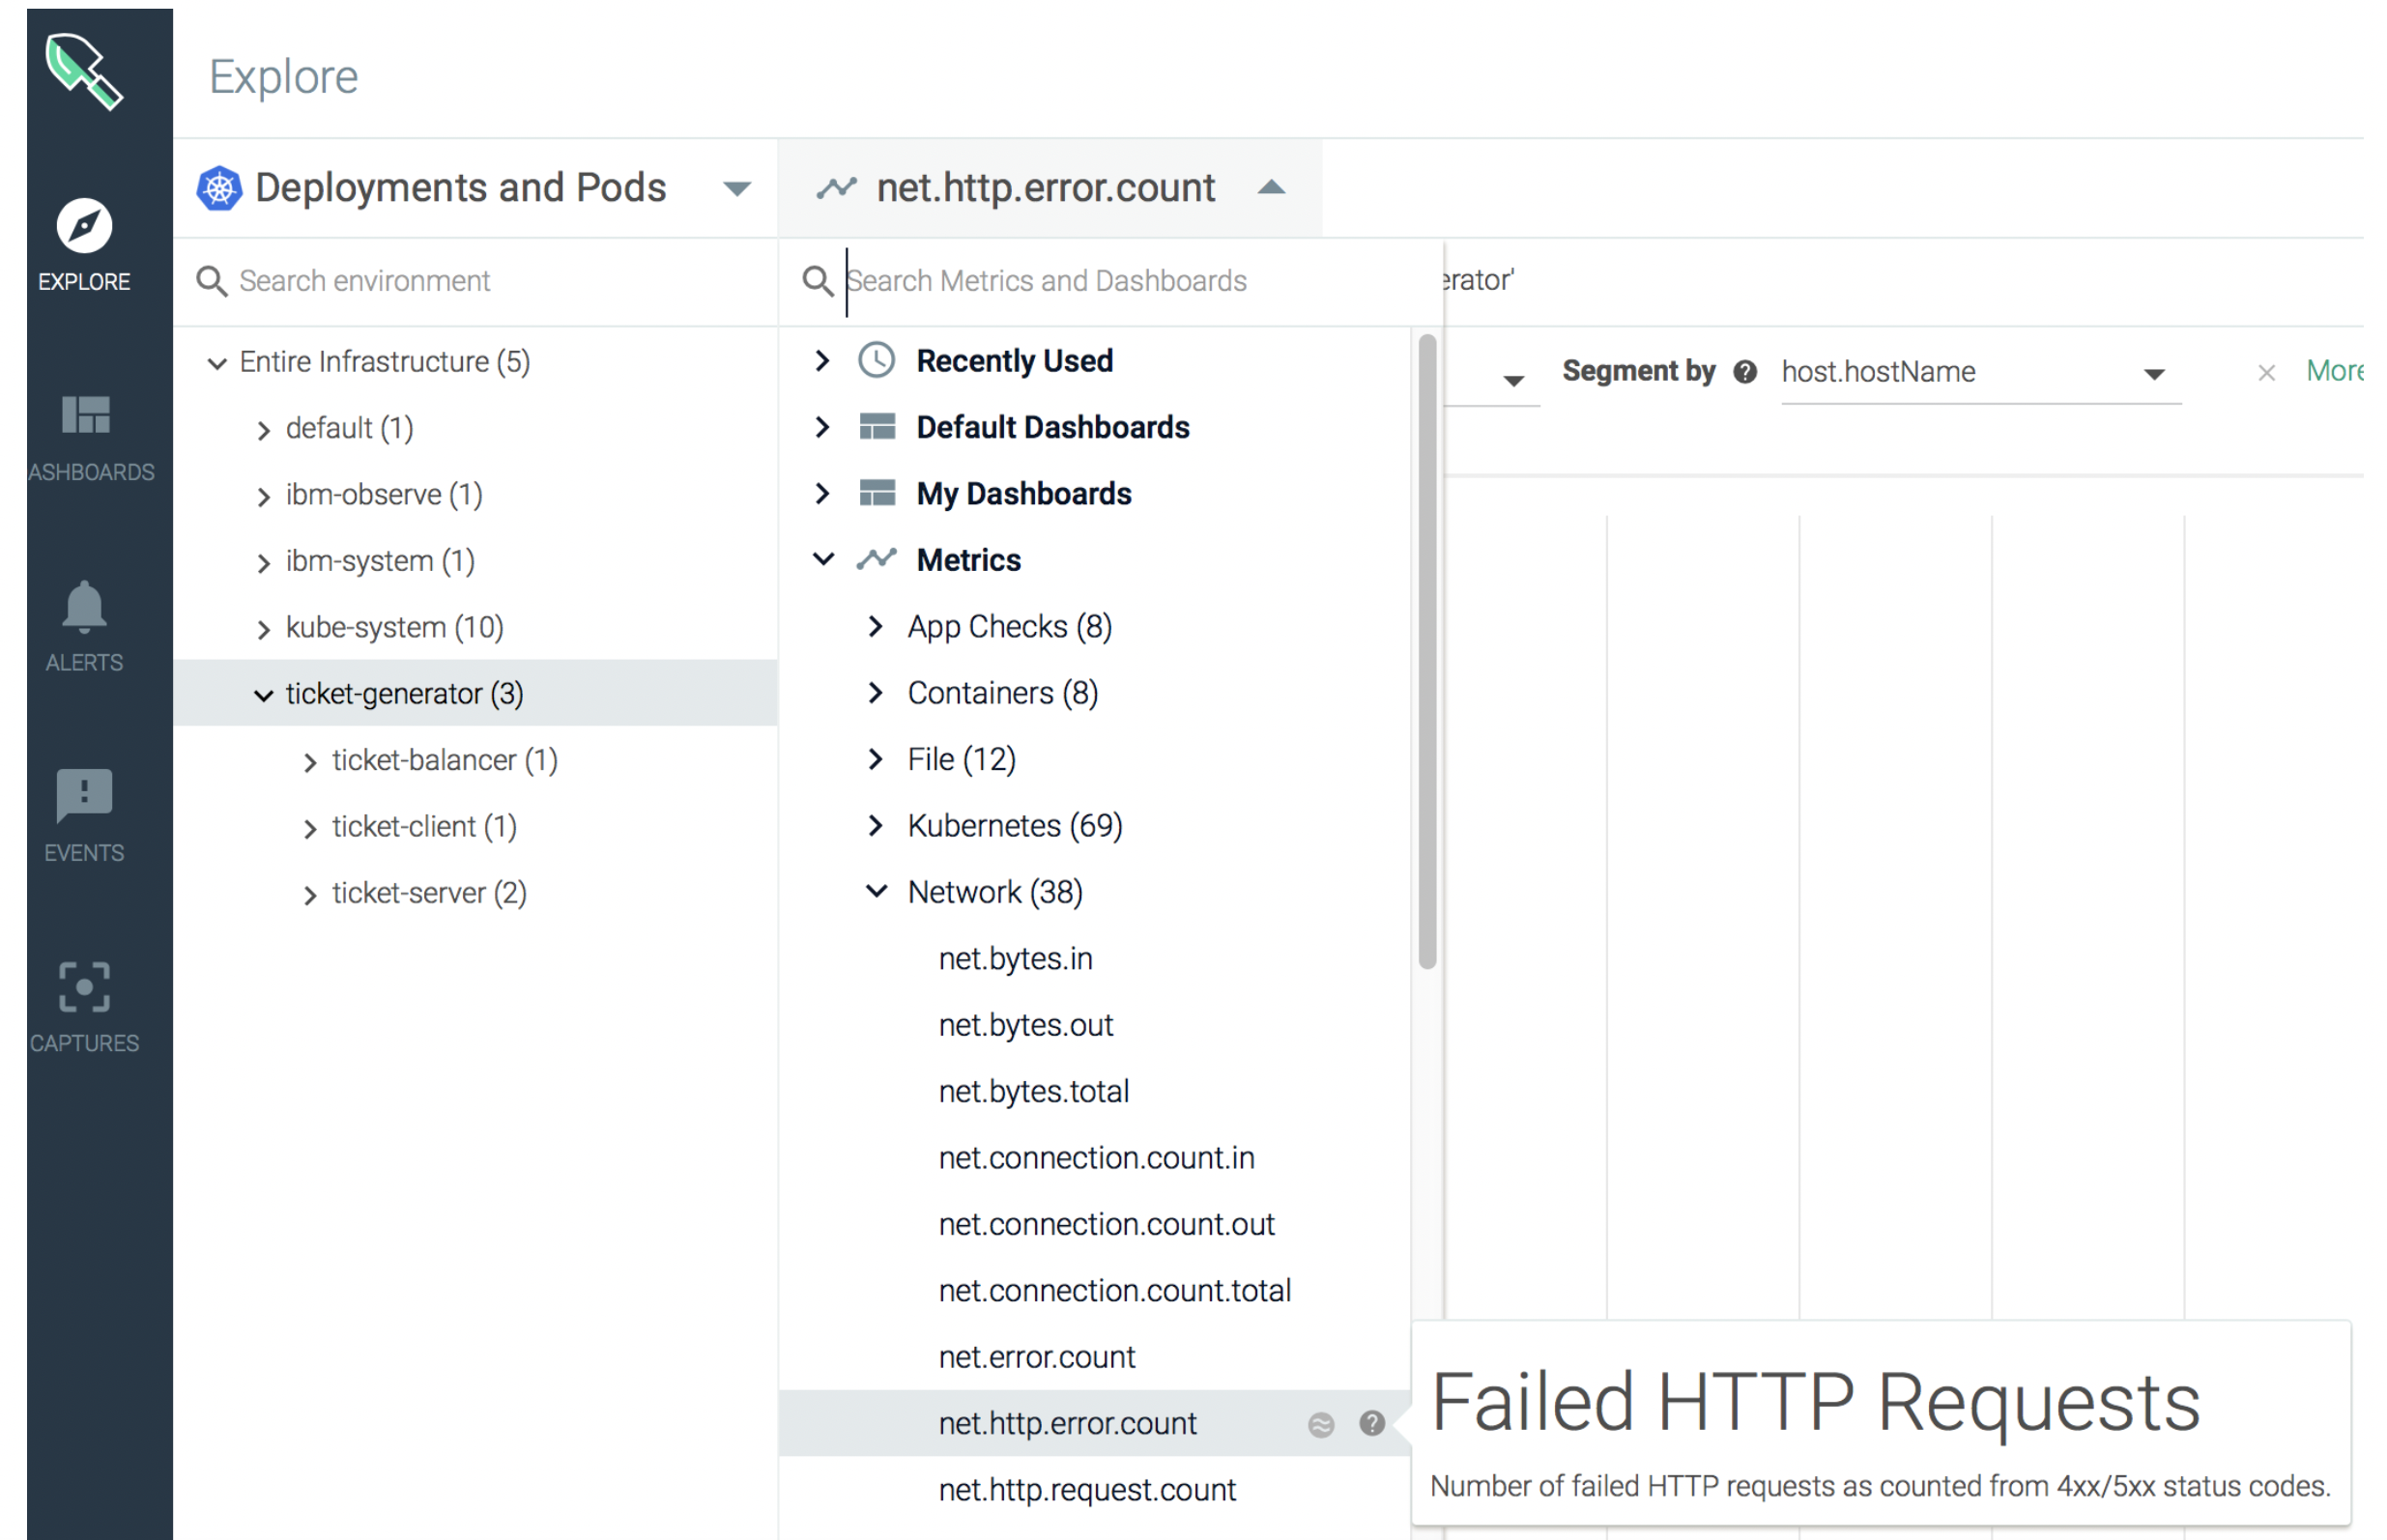 Explore
EXPLORE
ASHBOARDS
ALERTS
EVENTS
CAPTURES
Deployments and Pods
Search environment
Entire Infrastructure (5)
default (1)
ibm-observe (1)
ibm-system (1)
kube-system (10)
ticket-generator (3)
ticket-balancer (1)
ticket-client (1)
ticket-server (2)
net.http.error.count
Search Metrics and Dashboards
Recently Used
Default Dashboards
My Dashboards
Metrics
App Checks (8)
Containers (8)
File (12)
Kubernetes (69)
Network (38)
net.bytes.in
net.bytes.out
net.bytes.total
net.connection.count.in
net.connection.count.out
net.connection.count.total
net.error.count
net.http.error.count
net.http.request.count
erator'
Segment by ? host.hostName × More
Failed HTTP Requests
Number of failed HTTP requests as counted from 4xx/5xx status codes.